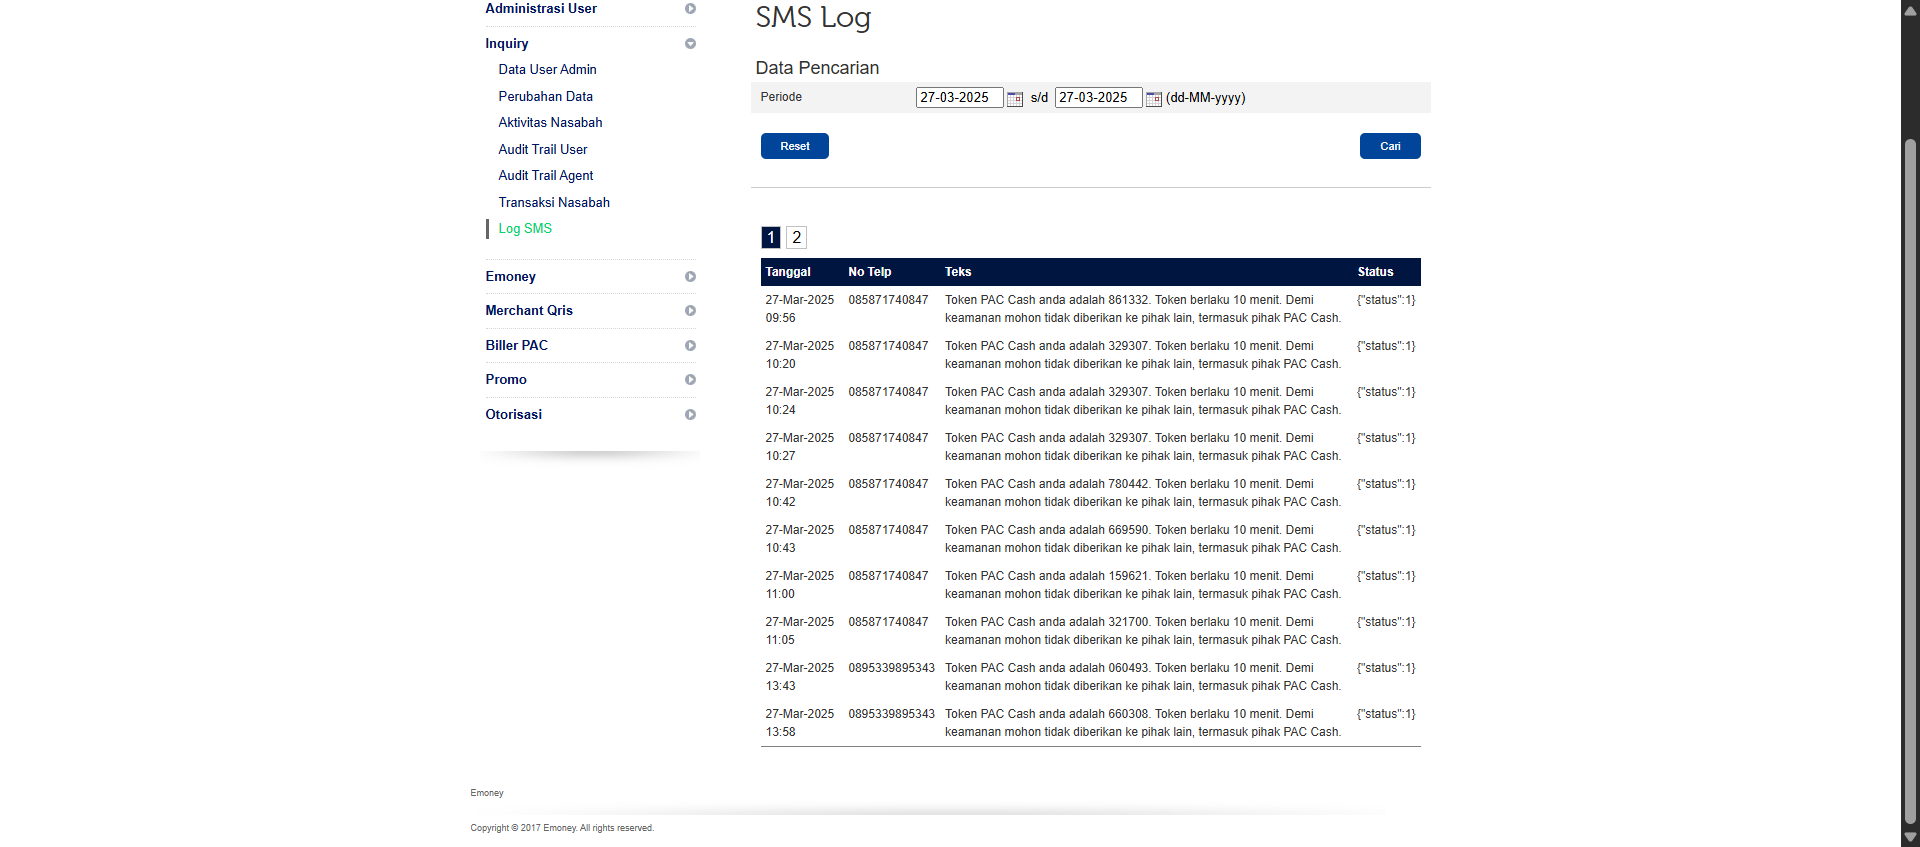 Administrasi User
Inquiry
Data User Admin
Perubahan Data
Aktivitas Nasabah
Audit Trail User
Audit Trail Agent
Transaksi Nasabah
Log SMS
Emoney
Merchant Qris
Biller PAC
Promo
Otorisasi
SMS Log
Data Pencarian
Periode 27-03-2025 s/d 27-03-2025 (dd-MM-yyyy)
Reset Cari
1 2
Tanggal No Telp Teks Status
27-Mar-2025 085871740847 Token PAC Cash anda adalah 861332. Token berlaku 10 menit. Demi {"status":1}
09:56 keamanan mohon tidak diberikan ke pihak lain, termasuk pihak PAC Cash.
27-Mar-2025 085871740847 Token PAC Cash anda adalah 329307. Token berlaku 10 menit. Demi {"status":1}
10:20 keamanan mohon tidak diberikan ke pihak lain, termasuk pihak PAC Cash.
27-Mar-2025 085871740847 Token PAC Cash anda adalah 329307. Token berlaku 10 menit. Demi {"status":1}
10:24 keamanan mohon tidak diberikan ke pihak lain, termasuk pihak PAC Cash.
27-Mar-2025 085871740847 Token PAC Cash anda adalah 329307. Token berlaku 10 menit. Demi {"status":1}
10:27 keamanan mohon tidak diberikan ke pihak lain, termasuk pihak PAC Cash.
27-Mar-2025 085871740847 Token PAC Cash anda adalah 780442. Token berlaku 10 menit. Demi {"status":1}
10:42 keamanan mohon tidak diberikan ke pihak lain, termasuk pihak PAC Cash.
27-Mar-2025 085871740847 Token PAC Cash anda adalah 669590. Token berlaku 10 menit. Demi {"status":1}
10:43 keamanan mohon tidak diberikan ke pihak lain, termasuk pihak PAC Cash.
27-Mar-2025 085871740847 Token PAC Cash anda adalah 159621. Token berlaku 10 menit. Demi {"status":1}
11:00 keamanan mohon tidak diberikan ke pihak lain, termasuk pihak PAC Cash.
27-Mar-2025 085871740847 Token PAC Cash anda adalah 321700. Token berlaku 10 menit. Demi {"status":1}
11:05 keamanan mohon tidak diberikan ke pihak lain, termasuk pihak PAC Cash.
27-Mar-2025 0895339895343 Token PAC Cash anda adalah 060493. Token berlaku 10 menit. Demi {"status":1}
13:43 keamanan mohon tidak diberikan ke pihak lain, termasuk pihak PAC Cash.
27-Mar-2025 0895339895343 Token PAC Cash anda adalah 660308. Token berlaku 10 menit. Demi {"status":1}
13:58 keamanan mohon tidak diberikan ke pihak lain, termasuk pihak PAC Cash.
Emoney
Copyright © 2017 Emoney. All rights reserved.